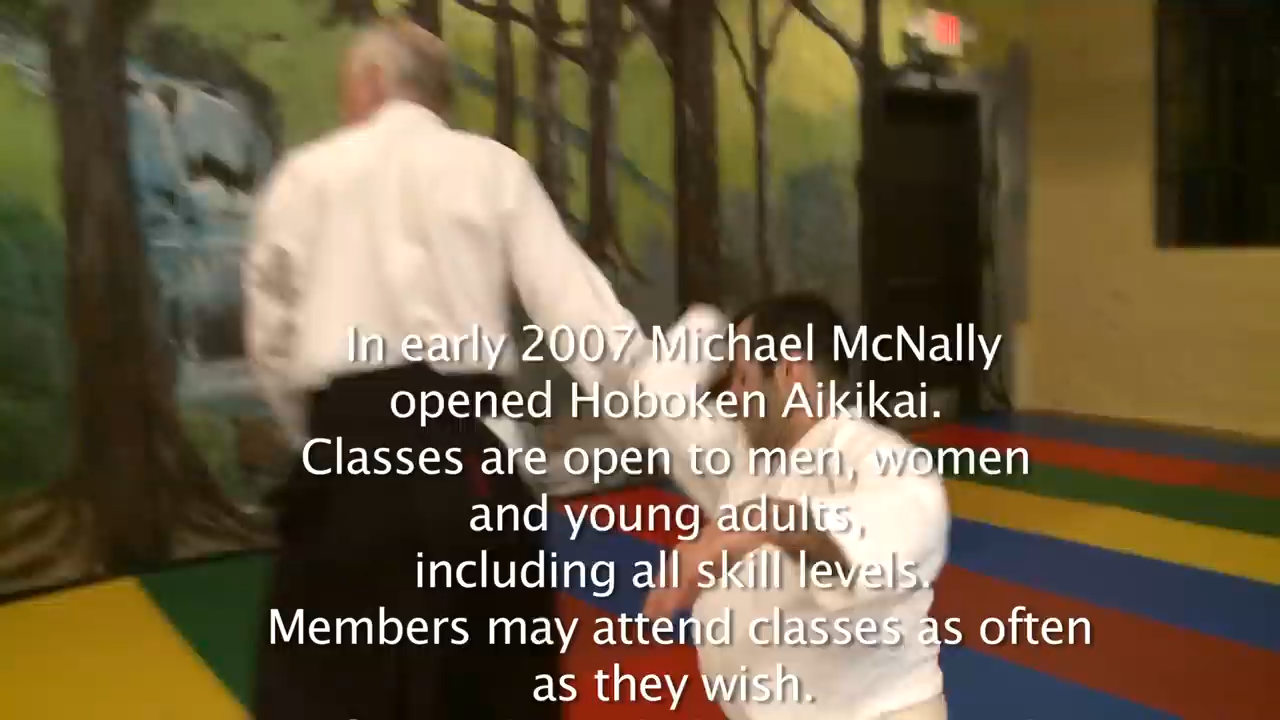 In early 2007 Michael McNally
opened Hoboken Aikikai.
Classes are open to men, women
and young adults,
including all skill levels.
Members may attend classes as often
as they wish.